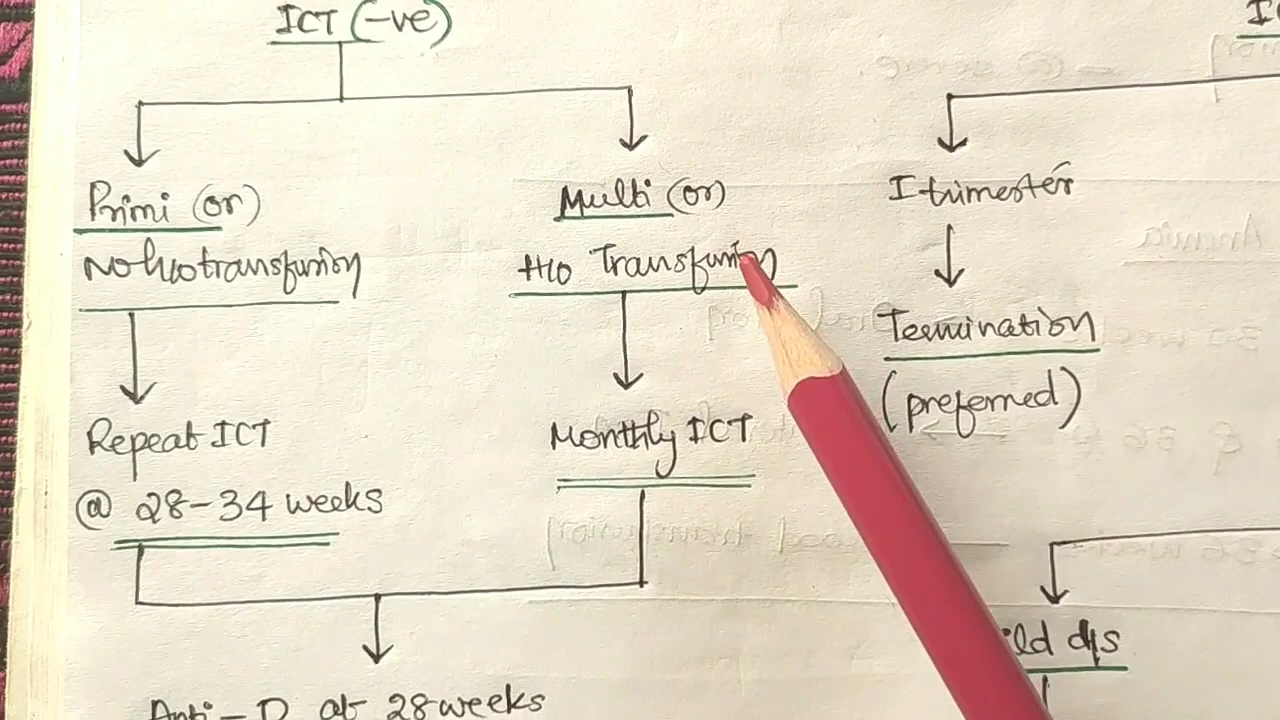 ICT (-ve)
Primi (or)
No h/o transfusion
Repeat ICT
@ 28-34 weeks
Multi (or)
H/o Transfusion
Monthly ICT
Anti-D at 28 weeks
I trimester
Termination
(preferred)
ild d/s